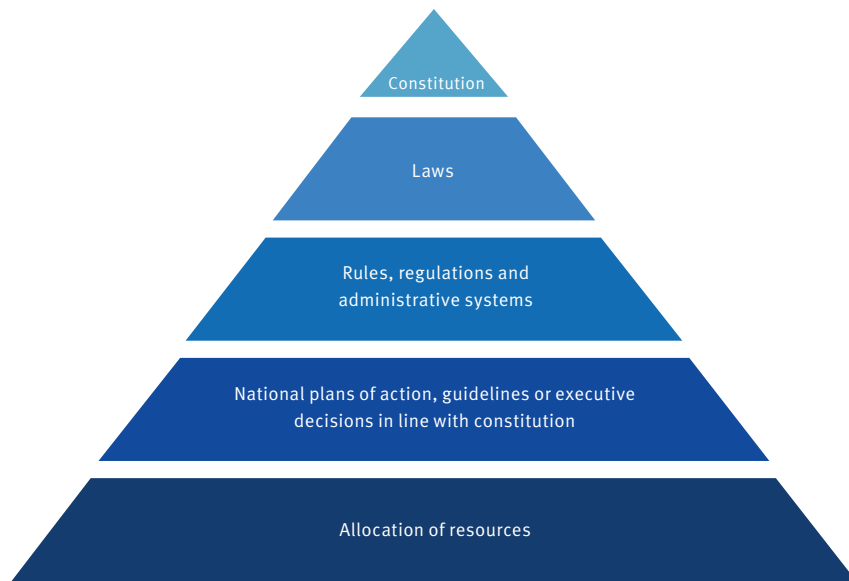 Constitution
Laws
Rules, regulations and
administrative systems
National plans of action, guidelines or executive
decisions in line with constitution
Allocation of resources